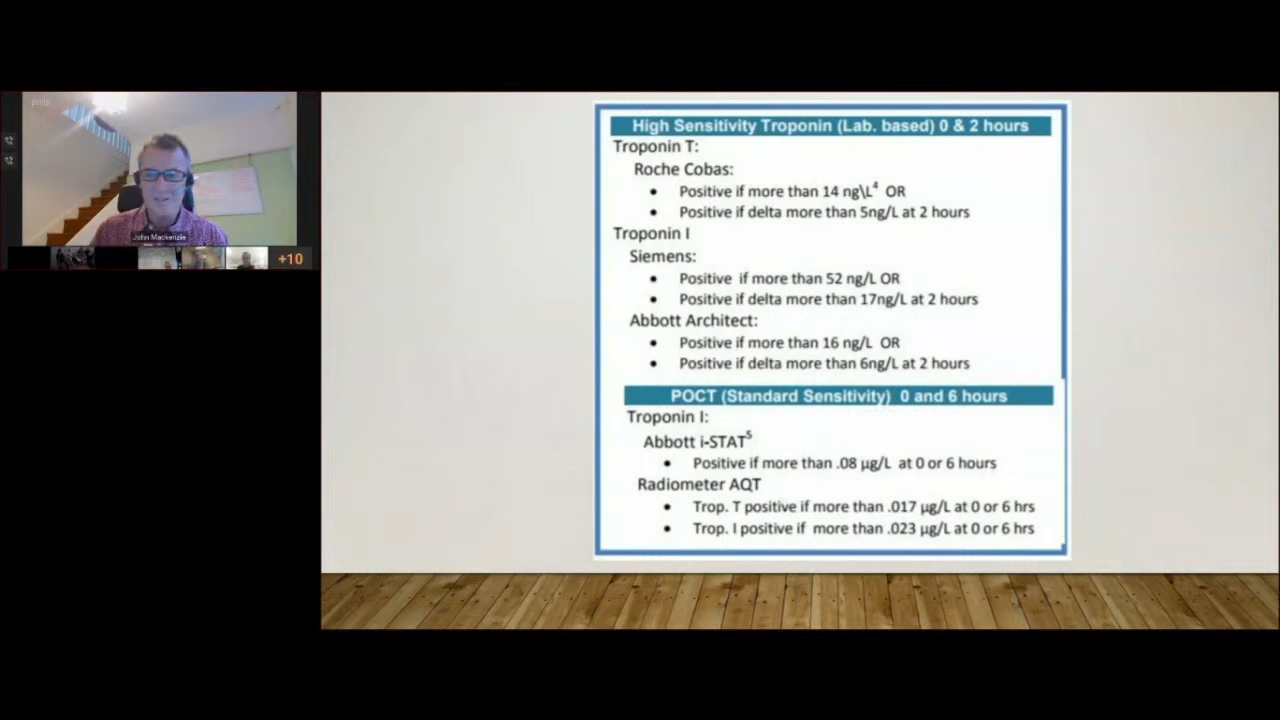 John Mackenzie
+10
High Sensitivity Troponin (Lab. based) 0 & 2 hours
Troponin T:
Roche Cobas:
• Positive if more than 14 ng\L⁴ OR
• Positive if delta more than 5ng/L at 2 hours
Troponin I
Siemens:
• Positive if more than 52 ng/L OR
• Positive if delta more than 17ng/L at 2 hours
Abbott Architect:
• Positive if more than 16 ng/L OR
• Positive if delta more than 6ng/L at 2 hours
POCT (Standard Sensitivity) 0 and 6 hours
Troponin I:
Abbott i-STAT⁵
• Positive if more than .08 µg/L at 0 or 6 hours
Radiometer AQT
• Trop. T positive if more than .017 µg/L at 0 or 6 hrs
• Trop. I positive if more than .023 µg/L at 0 or 6 hrs